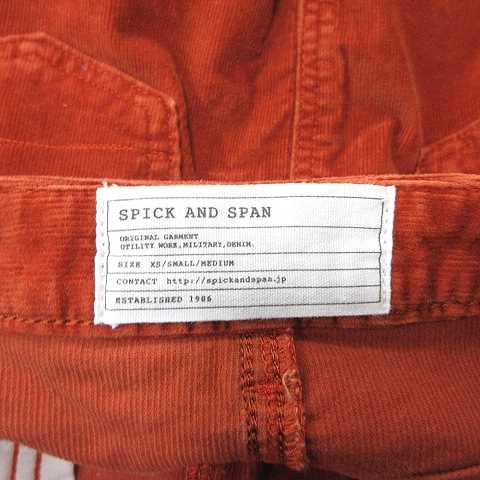 SPICK AND SPAN
ORIGINAL GARMENT
UTILITY WORK,MILITARY,DENIM.
SIZE XS/SMALL/MEDIUM
CONTACT http://spickandspan.jp
ESTABLISHED 1986